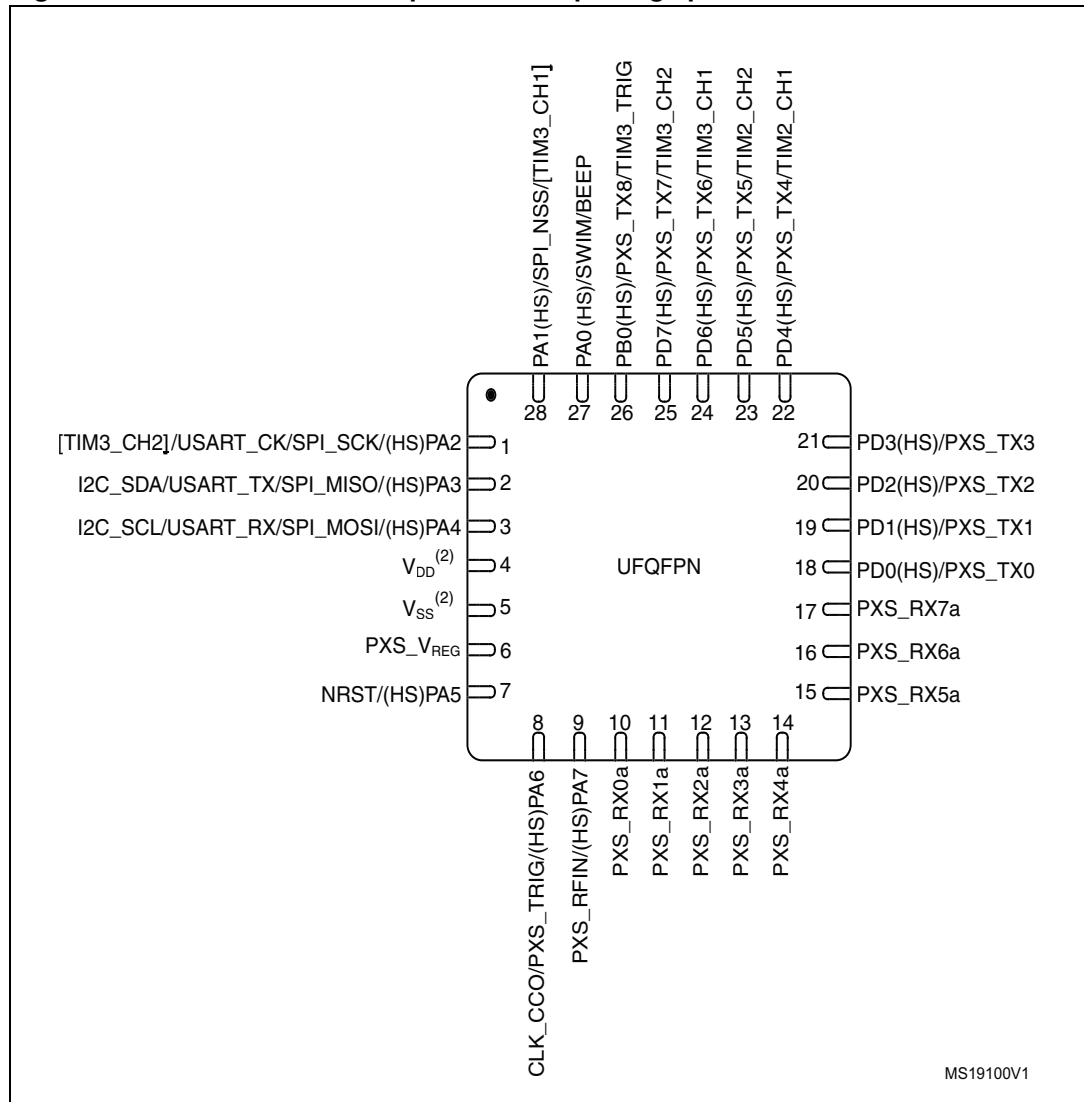 PA1(HS)/SPI_NSS/[TIM3_CH1]
PA0(HS)/SWIM/BEEP
PB0(HS)/PXS_TX8/TIM3_TRIG
PD7(HS)/PXS_TX7/TIM3_CH2
PD6(HS)/PXS_TX6/TIM3_CH1
PD5(HS)/PXS_TX5/TIM2_CH2
PD4(HS)/PXS_TX4/TIM2_CH1
28 27 26 25 24 23 22
[TIM3_CH2]/USART_CK/SPI_SCK/(HS)PA2 1
I2C_SDA/USART_TX/SPI_MISO/(HS)PA3 2
I2C_SCL/USART_RX/SPI_MOSI/(HS)PA4 3
VDD(2) 4
VSS(2) 5
PXS_VREG 6
NRST/(HS)PA5 7
UFQFPN
21 PD3(HS)/PXS_TX3
20 PD2(HS)/PXS_TX2
19 PD1(HS)/PXS_TX1
18 PD0(HS)/PXS_TX0
17 PXS_RX7a
16 PXS_RX6a
15 PXS_RX5a
8 9 10 11 12 13 14
CLK_CCO/PXS_TRIG/(HS)PA6
PXS_RFIN/(HS)PA7
PXS_RX0a
PXS_RX1a
PXS_RX2a
PXS_RX3a
PXS_RX4a
MS19100V1